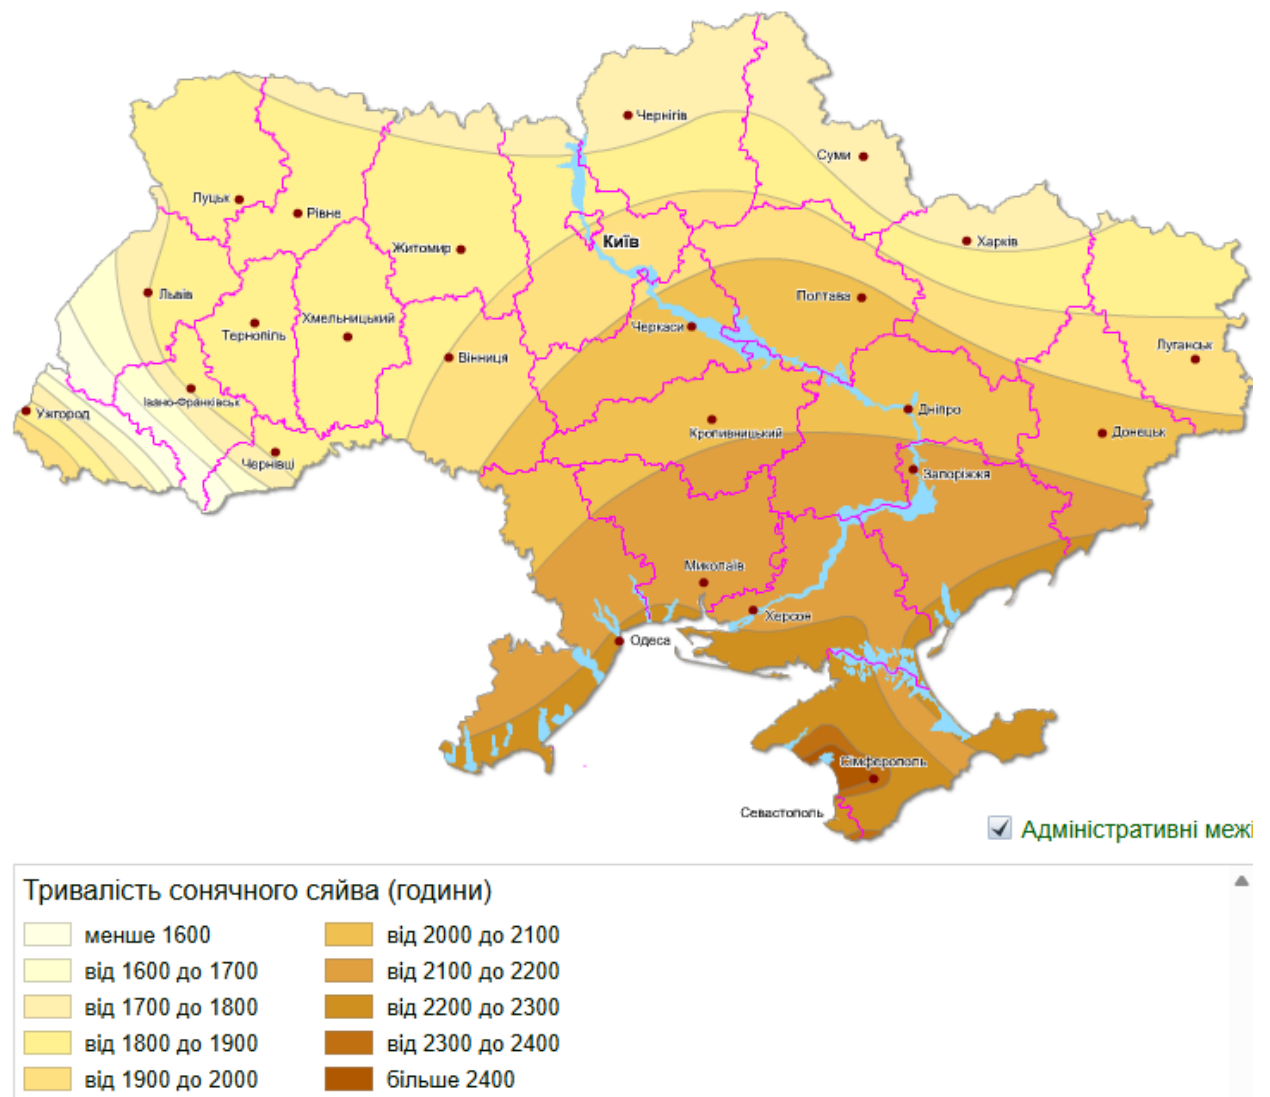 Чернігів
Суми
Луцьк
Рівне
Київ
Харків
Житомир
Львів
Полтава
Хмельницький
Тернопіль
Черкаси
Луганськ
Вінниця
Івано-Франківськ
Ужгород
Дніпро
Кропивницький
Донецьк
Чернівці
Запоріжжя
Миколаїв
Херсон
Одеса
Сімферополь
Севастополь
Адміністративні межі
Тривалість сонячного сяйва (години)
менше 1600
від 2000 до 2100
від 1600 до 1700
від 2100 до 2200
від 1700 до 1800
від 2200 до 2300
від 1800 до 1900
від 2300 до 2400
від 1900 до 2000
більше 2400